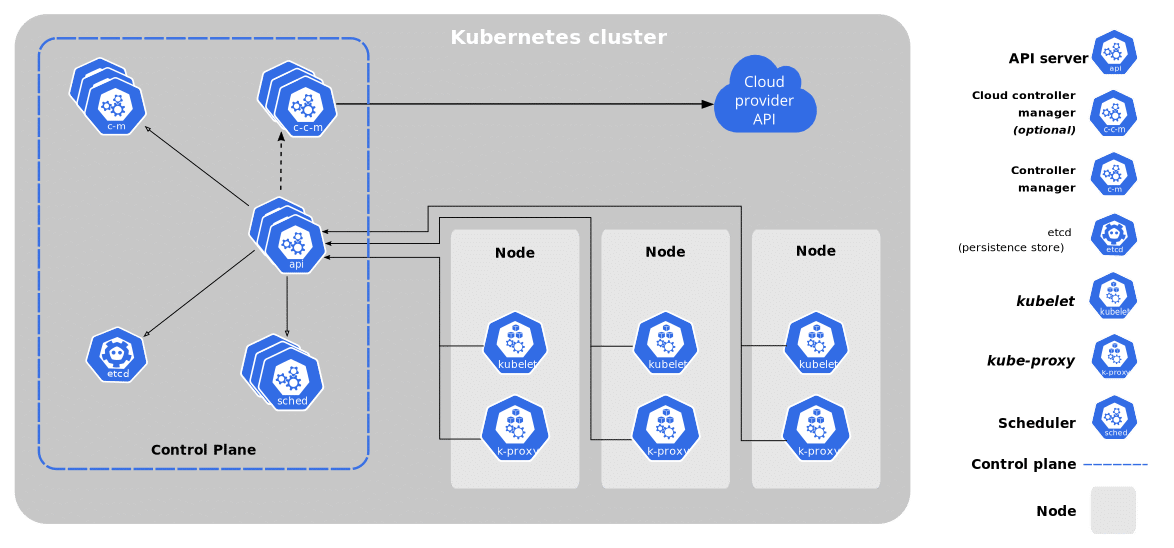 Kubernetes cluster
c-m
c-c-m
Cloud
provider
API
api
etcd
sched
Control Plane
Node
kubelet
k-proxy
Node
kubelet
k-proxy
Node
kubelet
k-proxy
API server
api
Cloud controller
manager
(optional)
c-c-m
Controller
manager
c-m
etcd
(persistence store)
etcd
kubelet
kubelet
kube-proxy
k-proxy
Scheduler
sched
Control plane
Node